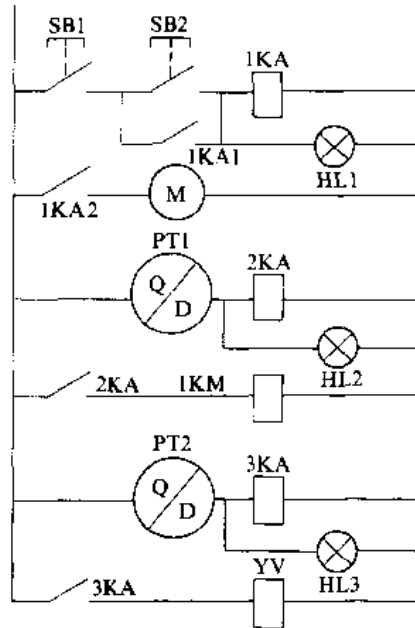 SB1 SB2
1KA
1KA1
HL1
1KA2 M
PT1
Q D
2KA
HL2
2KA 1KM
PT2
Q D
3KA
HL3
3KA YV